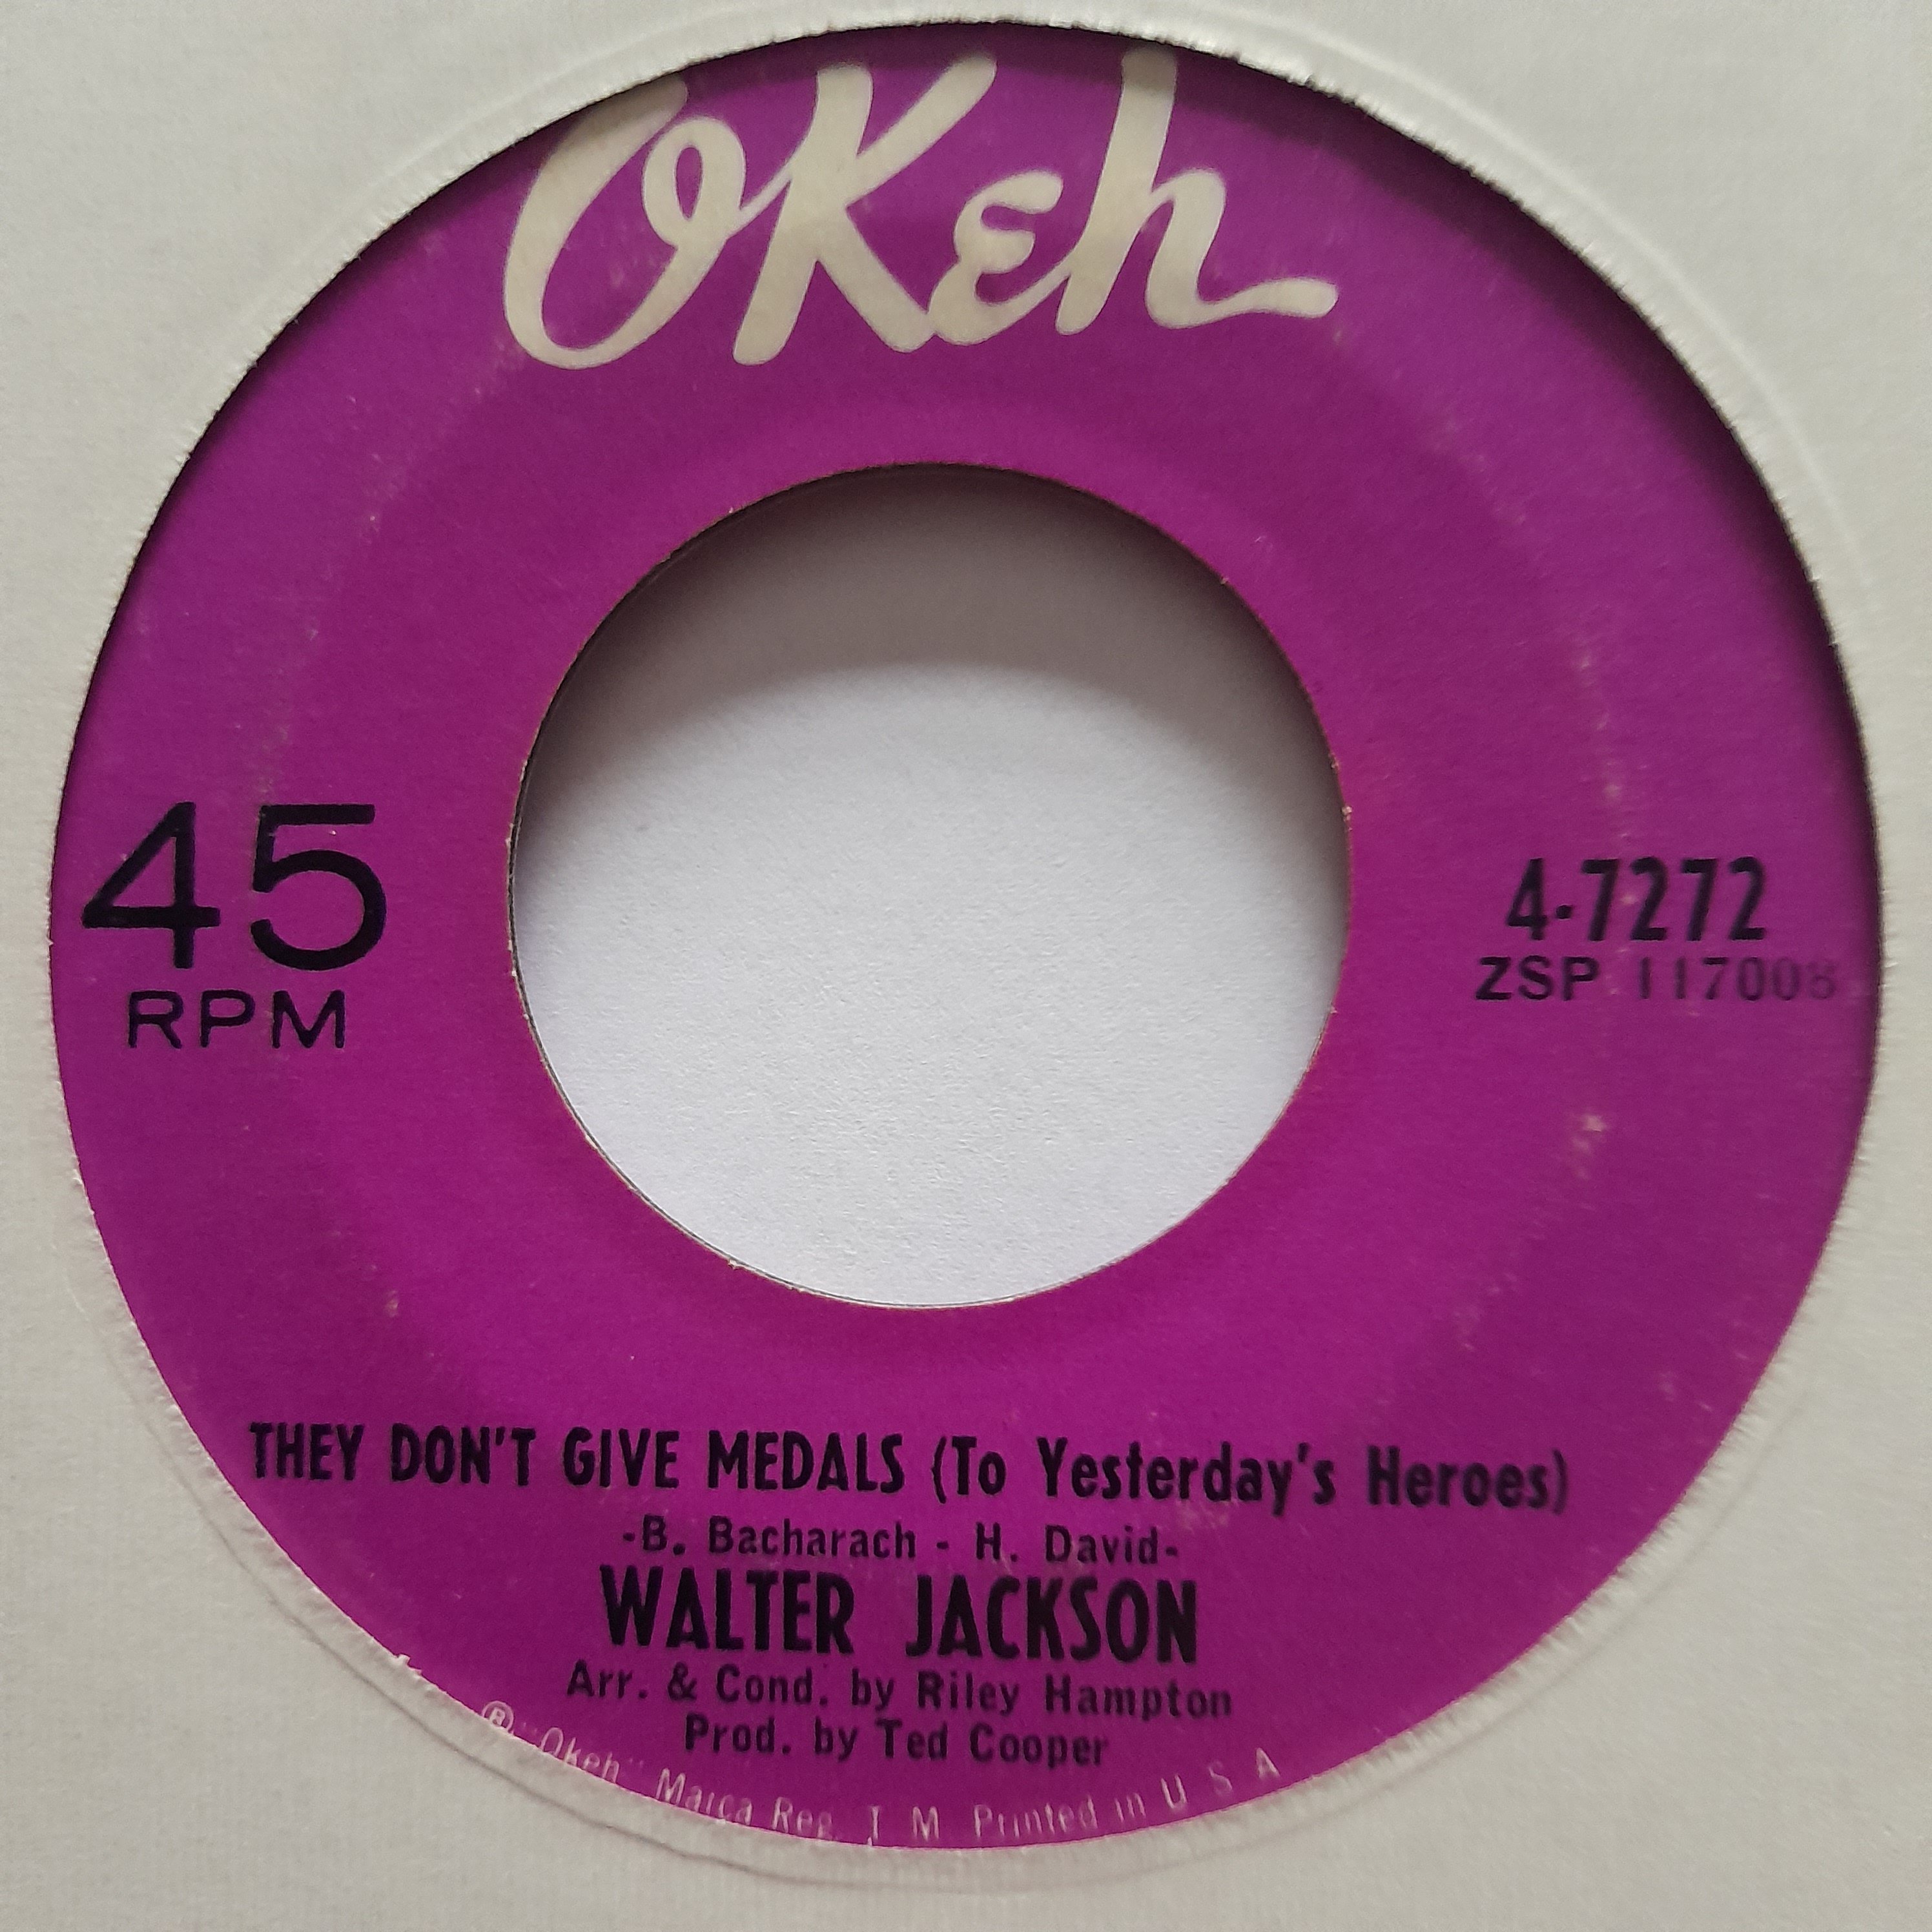 OKeh
45
RPM
4-7272
ZSP 117008
THEY DON'T GIVE MEDALS (To Yesterday's Heroes)
-B. Bacharach - H. David-
WALTER JACKSON
Arr. & Cond. by Riley Hampton
Prod. by Ted Cooper
® "Okeh" Marca Reg. T M Printed in U S A